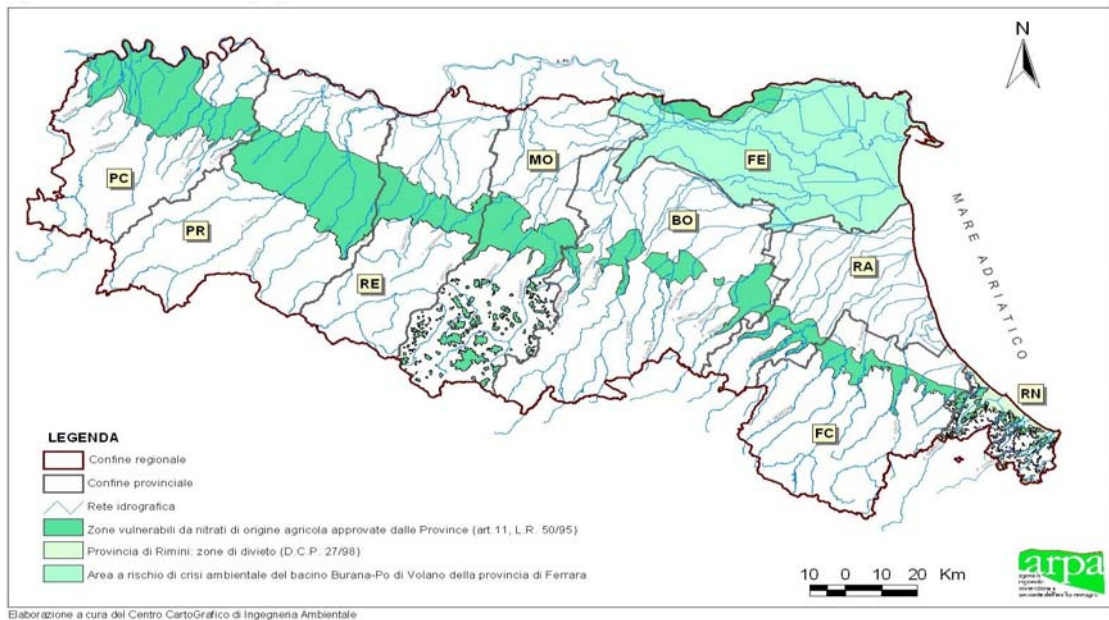 N
PC
PR
RE
MO
BO
FE
RA
FC
RN
MARE ADRIATICO
LEGENDA
Confine regionale
Confine provinciale
Rete idrografica
Zone vulnerabili da nitrati di origine agricola approvate dalle Province (art.11, L.R. 50/95)
Provincia di Rimini: zone di divieto (D.C.P. 27/98)
Area a rischio di crisi ambientale del bacino Burana-Po di Volano della provincia di Ferrara
10 0 10 20 Km
arpa
Elaborazione a cura del Centro CartoGrafico di Ingegneria Ambientale